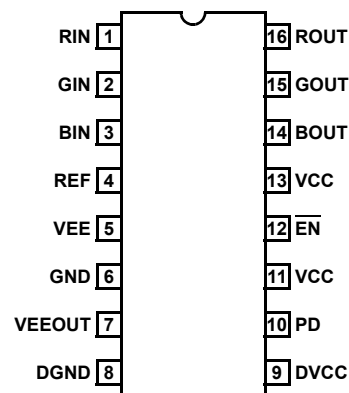 RIN 1 16 ROUT
GIN 2 15 GOUT
BIN 3 14 BOUT
REF 4 13 VCC
VEE 5 12 E̅N̅
GND 6 11 VCC
VEEOUT 7 10 PD
DGND 8 9 DVCC